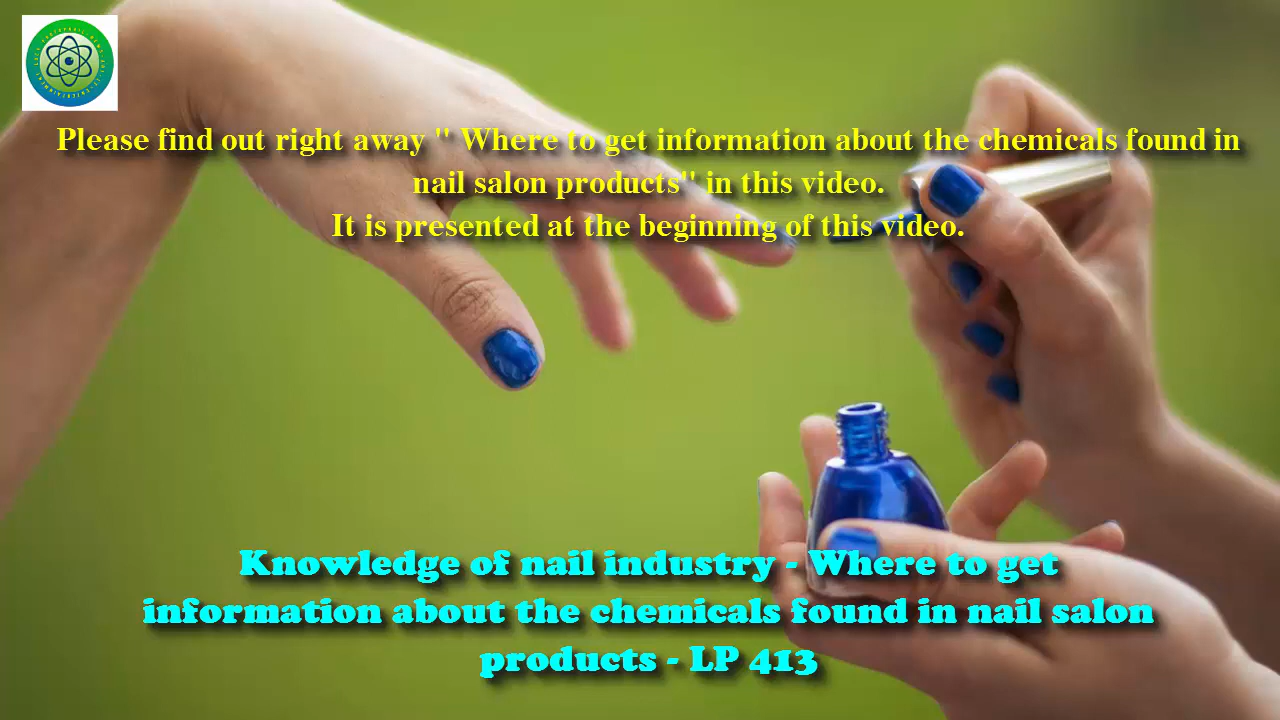 Please find out right away " Where to get information about the chemicals found in
nail salon products" in this video.
It is presented at the beginning of this video.
Knowledge of nail industry - Where to get
information about the chemicals found in nail salon
products - LP 413